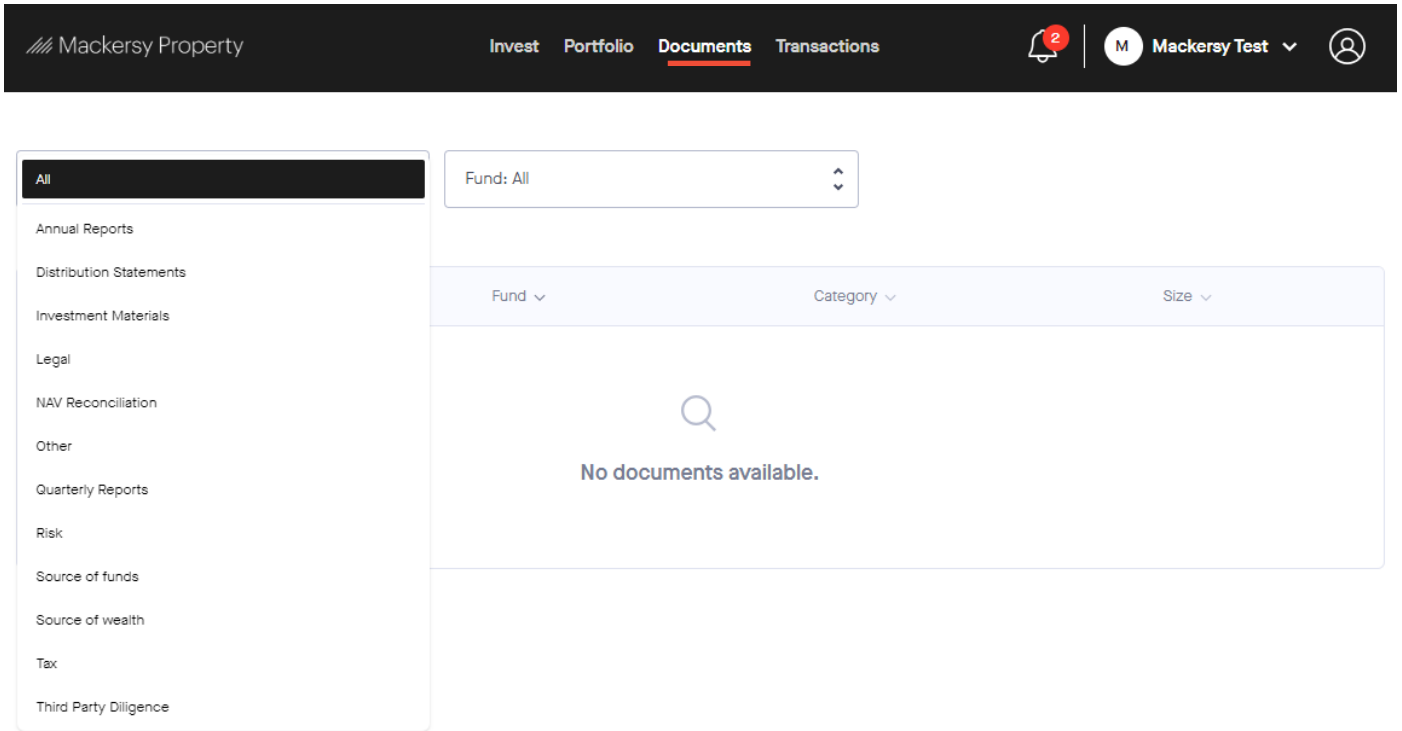 Mackersy Property Invest Portfolio Documents Transactions 2 M Mackersy Test
All
Fund: All
Annual Reports
Distribution Statements
Investment Materials
Legal
NAV Reconciliation
Other
Quarterly Reports
Risk
Source of funds
Source of wealth
Tax
Third Party Diligence
Fund Category Size
No documents available.